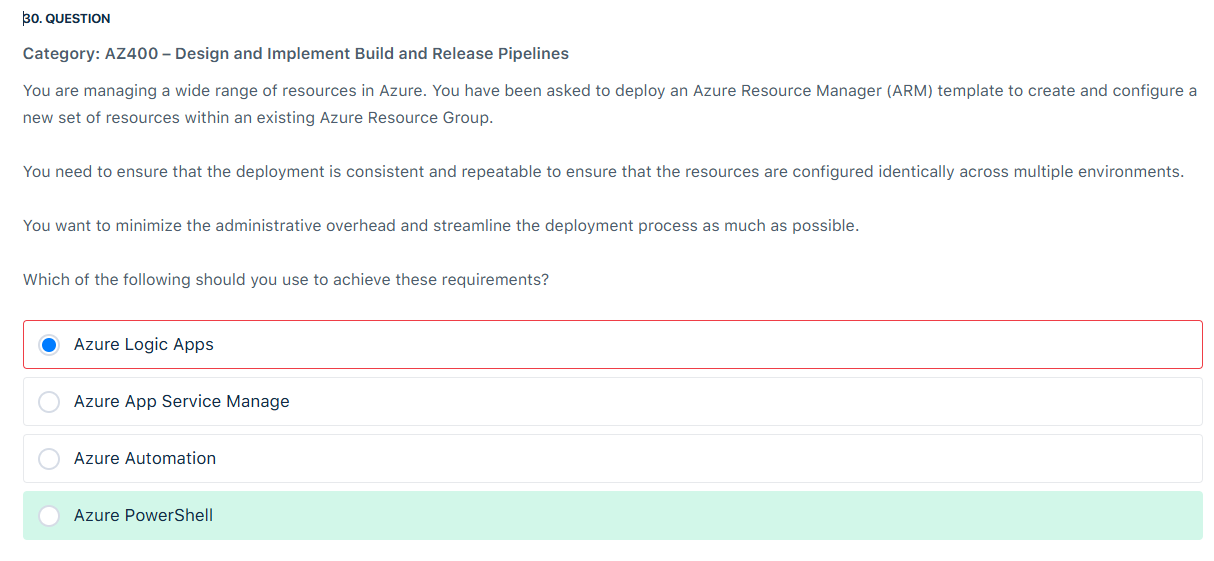 30. QUESTION
Category: AZ400 – Design and Implement Build and Release Pipelines
You are managing a wide range of resources in Azure. You have been asked to deploy an Azure Resource Manager (ARM) template to create and configure a
new set of resources within an existing Azure Resource Group.
You need to ensure that the deployment is consistent and repeatable to ensure that the resources are configured identically across multiple environments.
You want to minimize the administrative overhead and streamline the deployment process as much as possible.
Which of the following should you use to achieve these requirements?
Azure Logic Apps
Azure App Service Manage
Azure Automation
Azure PowerShell